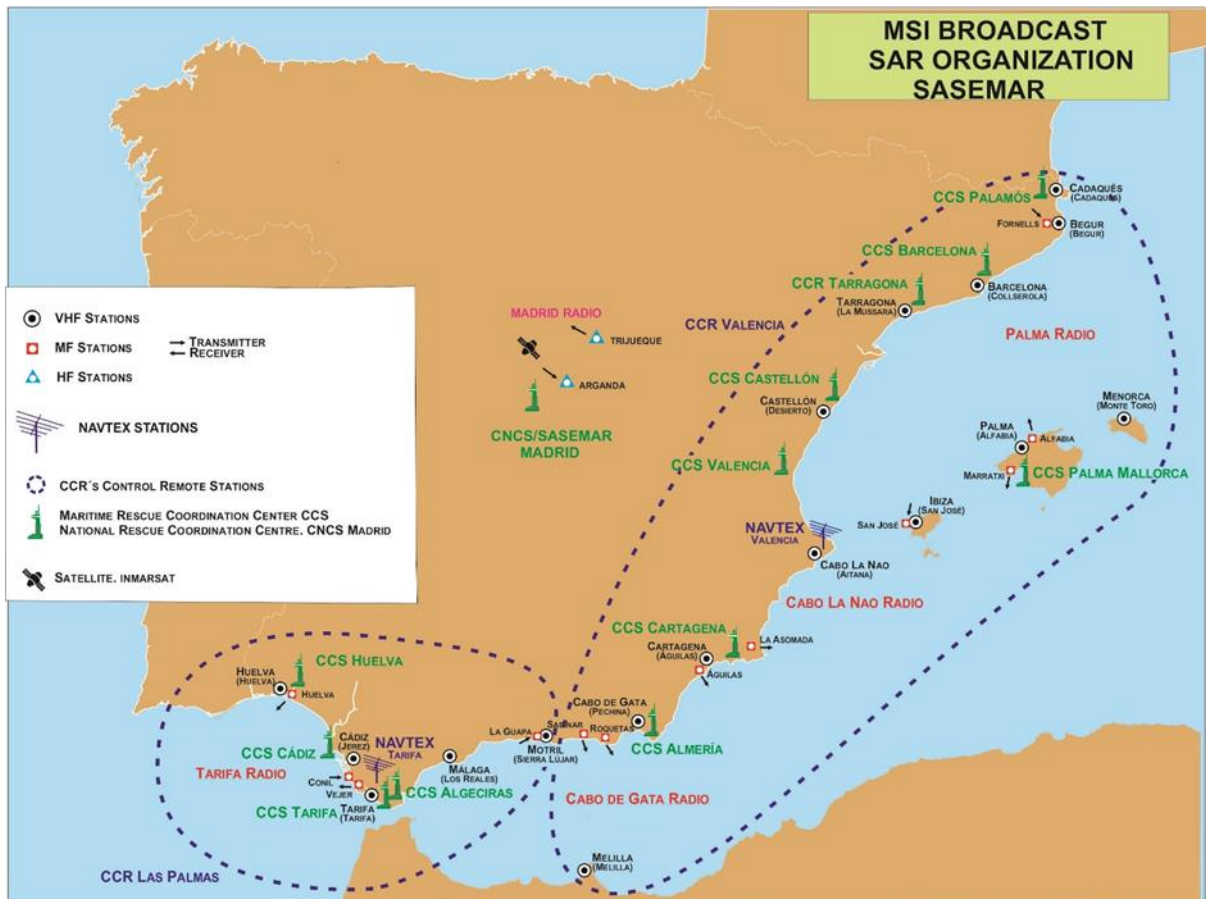 MSI BROADCAST
SAR ORGANIZATION
SASEMAR
CCS PALAMÓS
CADAQUÉS
(CADAQUÉS)
FORNELLS
BEGUR
(BEGUR)
CCS BARCELONA
CCR TARRAGONA
BARCELONA
(COLLSEROLA)
TARRAGONA
(LA MUSSARA)
VHF STATIONS
MF STATIONS
TRANSMITTER
RECEIVER
HF STATIONS
NAVTEX STATIONS
CCR´S CONTROL REMOTE STATIONS
MARITIME RESCUE COORDINATION CENTER CCS
NATIONAL RESCUE COORDINATION CENTRE. CNCS MADRID
SATELLITE. INMARSAT
MADRID RADIO
TRIJUEQUE
ARGANDA
CNCS/SASEMAR
MADRID
CCR VALENCIA
PALMA RADIO
CCS CASTELLÓN
CASTELLÓN
(DESIERTO)
MENORCA
(MONTE TORO)
PALMA
(ALFABIA)
ALFABIA
MARRATXI
CCS PALMA MALLORCA
CCS VALENCIA
IBIZA
(SAN JOSÉ)
SAN JOSÉ
NAVTEX
VALENCIA
CABO LA NAO
(AITANA)
CABO LA NAO RADIO
CCS CARTAGENA
LA ASOMADA
CARTAGENA
(ÁGUILAS)
ÁGUILAS
CCS HUELVA
HUELVA
(HUELVA)
HUELVA
CABO DE GATA
(PECHINA)
LA GUAPA
SABINAR
ROQUETAS
MOTRIL
(SIERRA LÚJAR)
CCS ALMERÍA
CCS CÁDIZ
CÁDIZ
(JEREZ)
NAVTEX
TARIFA
MÁLAGA
(LOS REALES)
TARIFA RADIO
CONIL
VEJER
CCS ALGECIRAS
CCS TARIFA
TARIFA
(TARIFA)
CABO DE GATA RADIO
MELILLA
(MELILLA)
CCR LAS PALMAS